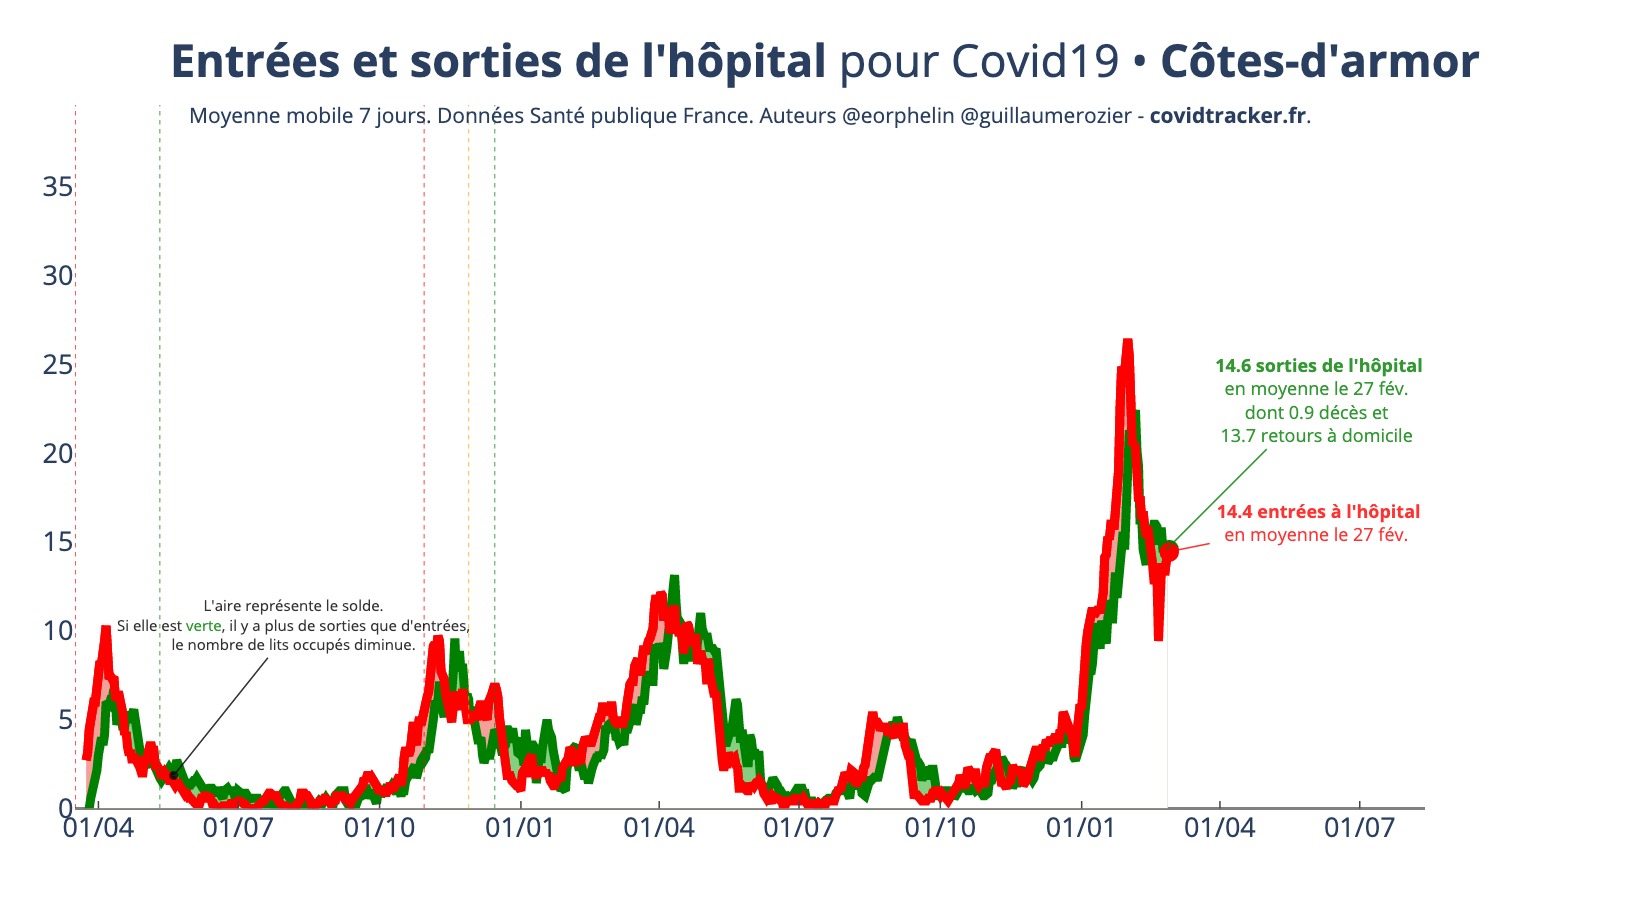 Entrées et sorties de l'hôpital pour Covid19 • Côtes-d'armor
Moyenne mobile 7 jours. Données Santé publique France. Auteurs @eorphelin @guillaumerozier - covidtracker.fr.
35
30
25
20
15
10
5
0
14.6 sorties de l'hôpital
en moyenne le 27 fév.
dont 0.9 décès et
13.7 retours à domicile
14.4 entrées à l'hôpital
en moyenne le 27 fév.
L'aire représente le solde.
Si elle est verte, il y a plus de sorties que d'entrées,
le nombre de lits occupés diminue.
01/04 01/07 01/10 01/01 01/04 01/07 01/10 01/01 01/04 01/07